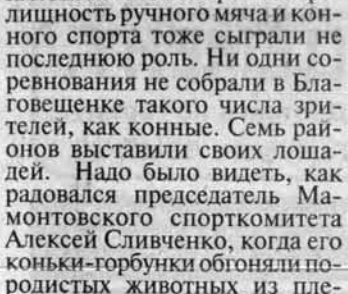 лищность ручного мяча и кон-
ного спорта тоже сыграли не
последнюю роль. Ни одни со-
ревнования не собрали в Бла-
говещенке такого числа зри-
телей, как конные. Семь рай-
онов выставили своих лоша-
дей. Надо было видеть, как
радовался председатель Ма-
монтовского спорткомитета
Алексей Сливченко, когда его
коньки-горбунки обгоняли по-
родистых животных из пле-